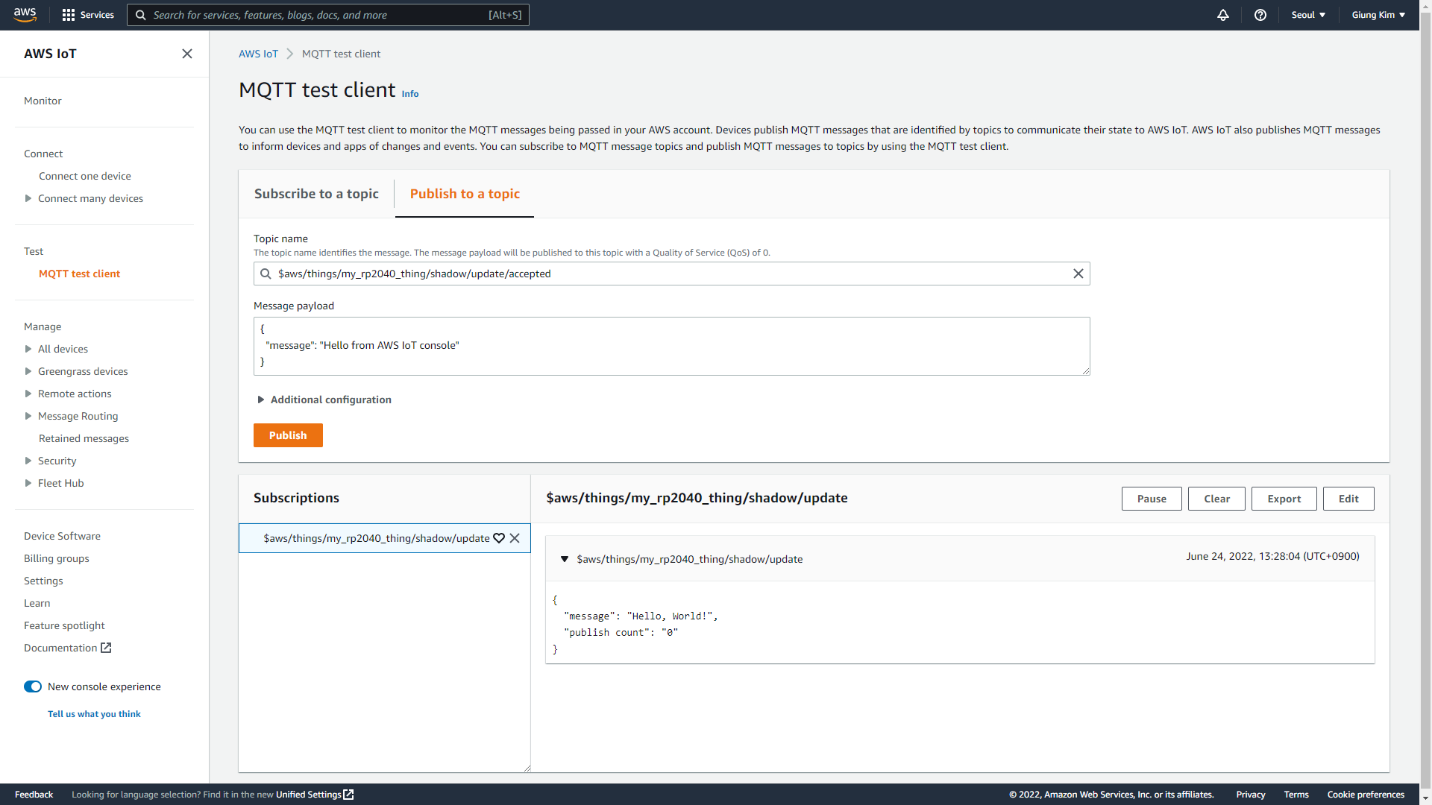 aws
Services
Search for services, features, blogs, docs, and more
[Alt+S]
Seoul ▼
Giung Kim ▼
AWS IoT
Monitor
Connect
Connect one device
Connect many devices
Test
MQTT test client
Manage
All devices
Greengrass devices
Remote actions
Message Routing
Retained messages
Security
Fleet Hub
Device Software
Billing groups
Settings
Learn
Feature spotlight
Documentation
New console experience
Tell us what you think
AWS IoT > MQTT test client
MQTT test client Info
You can use the MQTT test client to monitor the MQTT messages being passed in your AWS account. Devices publish MQTT messages that are identified by topics to communicate their state to AWS IoT. AWS IoT also publishes MQTT messages
to inform devices and apps of changes and events. You can subscribe to MQTT message topics and publish MQTT messages to topics by using the MQTT test client.
Subscribe to a topic
Publish to a topic
Topic name
The topic name identifies the message. The message payload will be published to this topic with a Quality of Service (QoS) of 0.
$aws/things/my_rp2040_thing/shadow/update/accepted
Message payload
{
"message": "Hello from AWS IoT console"
}
Additional configuration
Publish
Subscriptions
$aws/things/my_rp2040_thing/shadow/update
$aws/things/my_rp2040_thing/shadow/update
Pause
Clear
Export
Edit
$aws/things/my_rp2040_thing/shadow/update
June 24, 2022, 13:28:04 (UTC+0900)
{
"message": "Hello, World!",
"publish count": "0"
}
Feedback
Looking for language selection? Find it in the new Unified Settings
© 2022, Amazon Web Services, Inc. or its affiliates.
Privacy
Terms
Cookie preferences